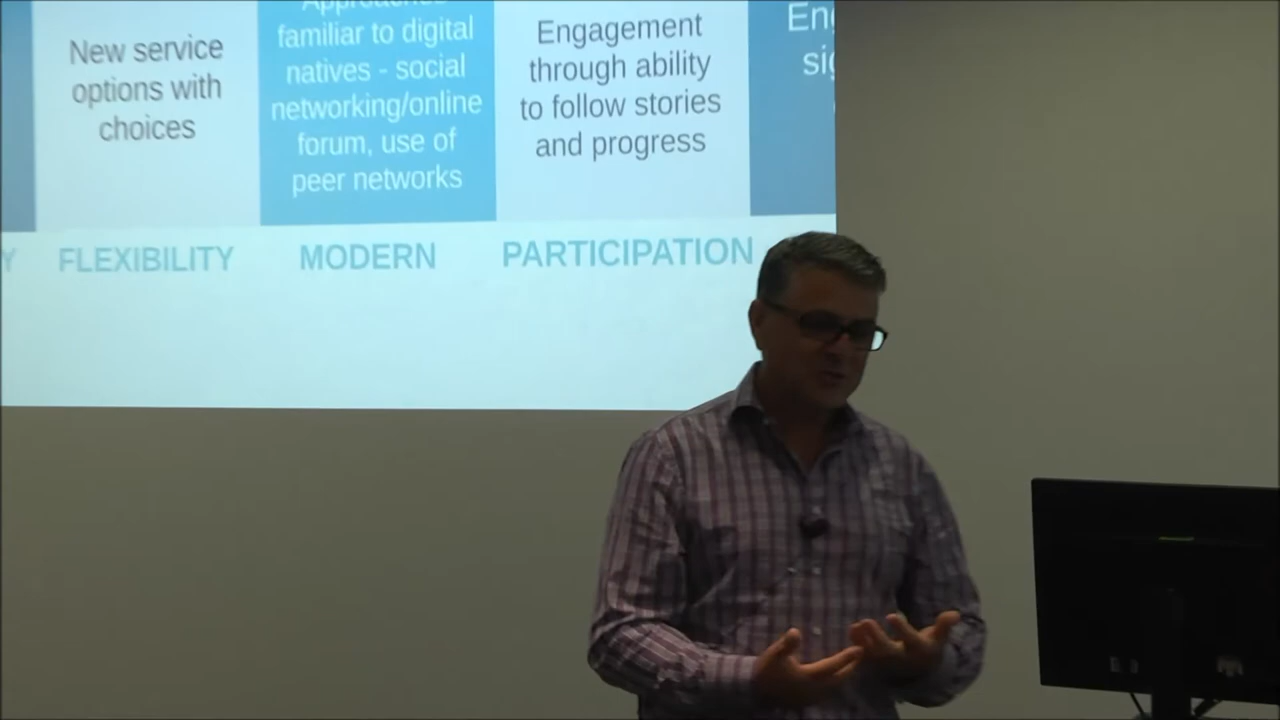 New service
options with
choices
Approaches
familiar to digital
natives - social
networking/online
forum, use of
peer networks
Engagement
through ability
to follow stories
and progress
Y
FLEXIBILITY
MODERN
PARTICIPATION